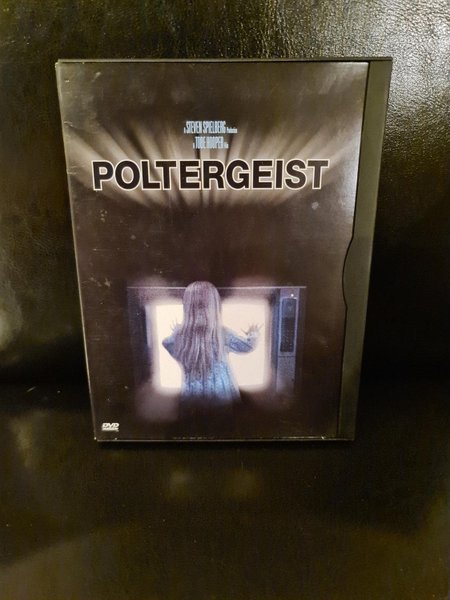 A STEVEN SPIELBERG Production
A TOBE HOOPER Film
POLTERGEIST
DVD